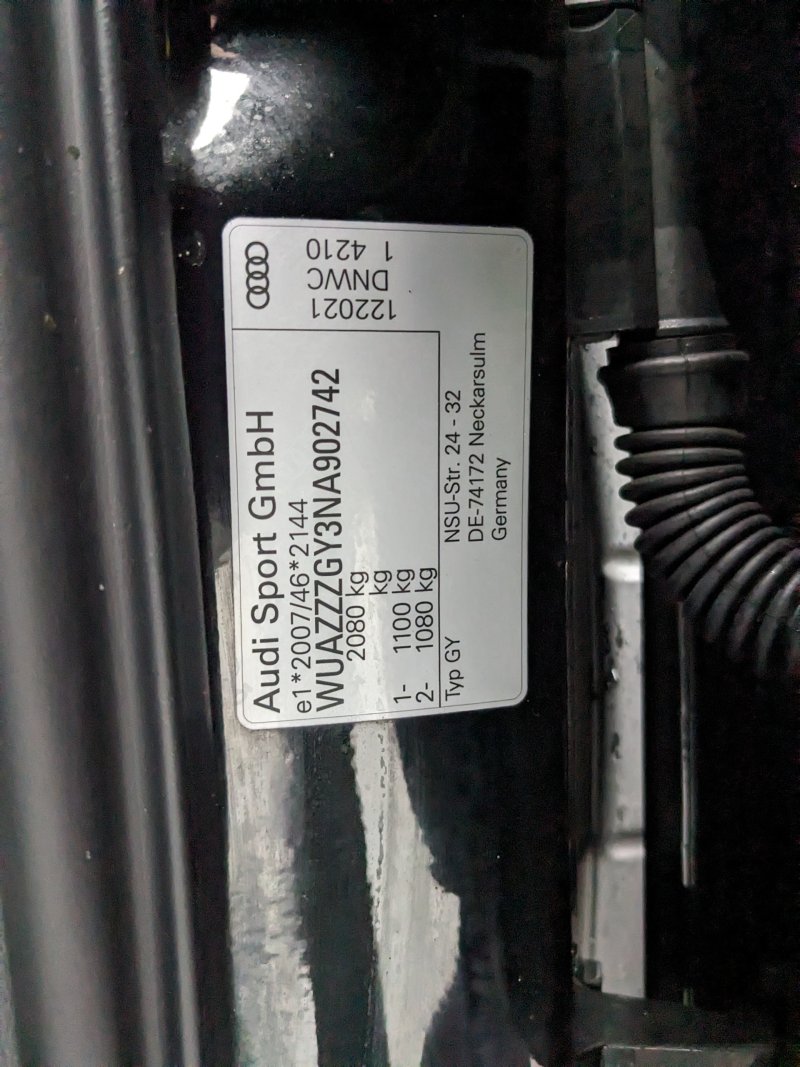 Audi Sport GmbH
e1*2007/46*2144
WUAZZZGY3NA902742
2080 kg
kg
1- 1100 kg
2- 1080 kg
Typ GY
NSU-Str. 24 - 32
DE-74172 Neckarsulm
Germany
122021
DNWC
1 4210